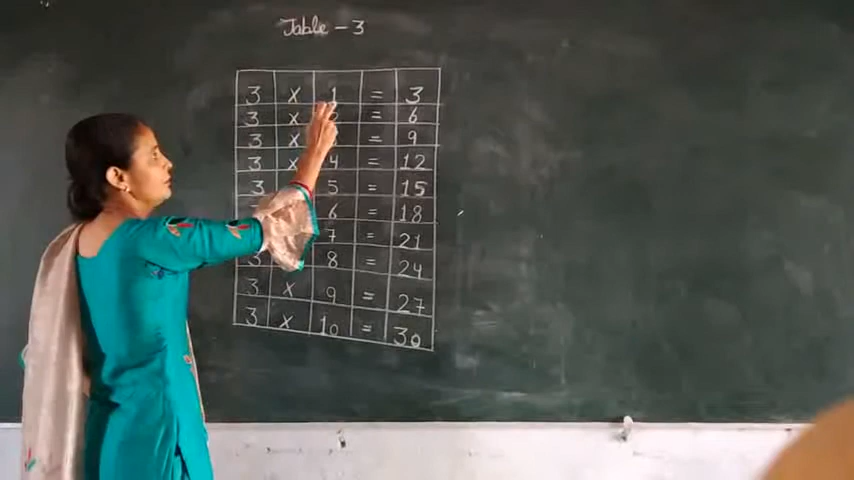 Table - 3
3 x 1 = 3
3 x = 6
3 x = 9
3 x 4 = 12
3 5 = 15
6 = 18
7 = 21
8 = 24
3 x 9 = 27
3 x 10 = 30